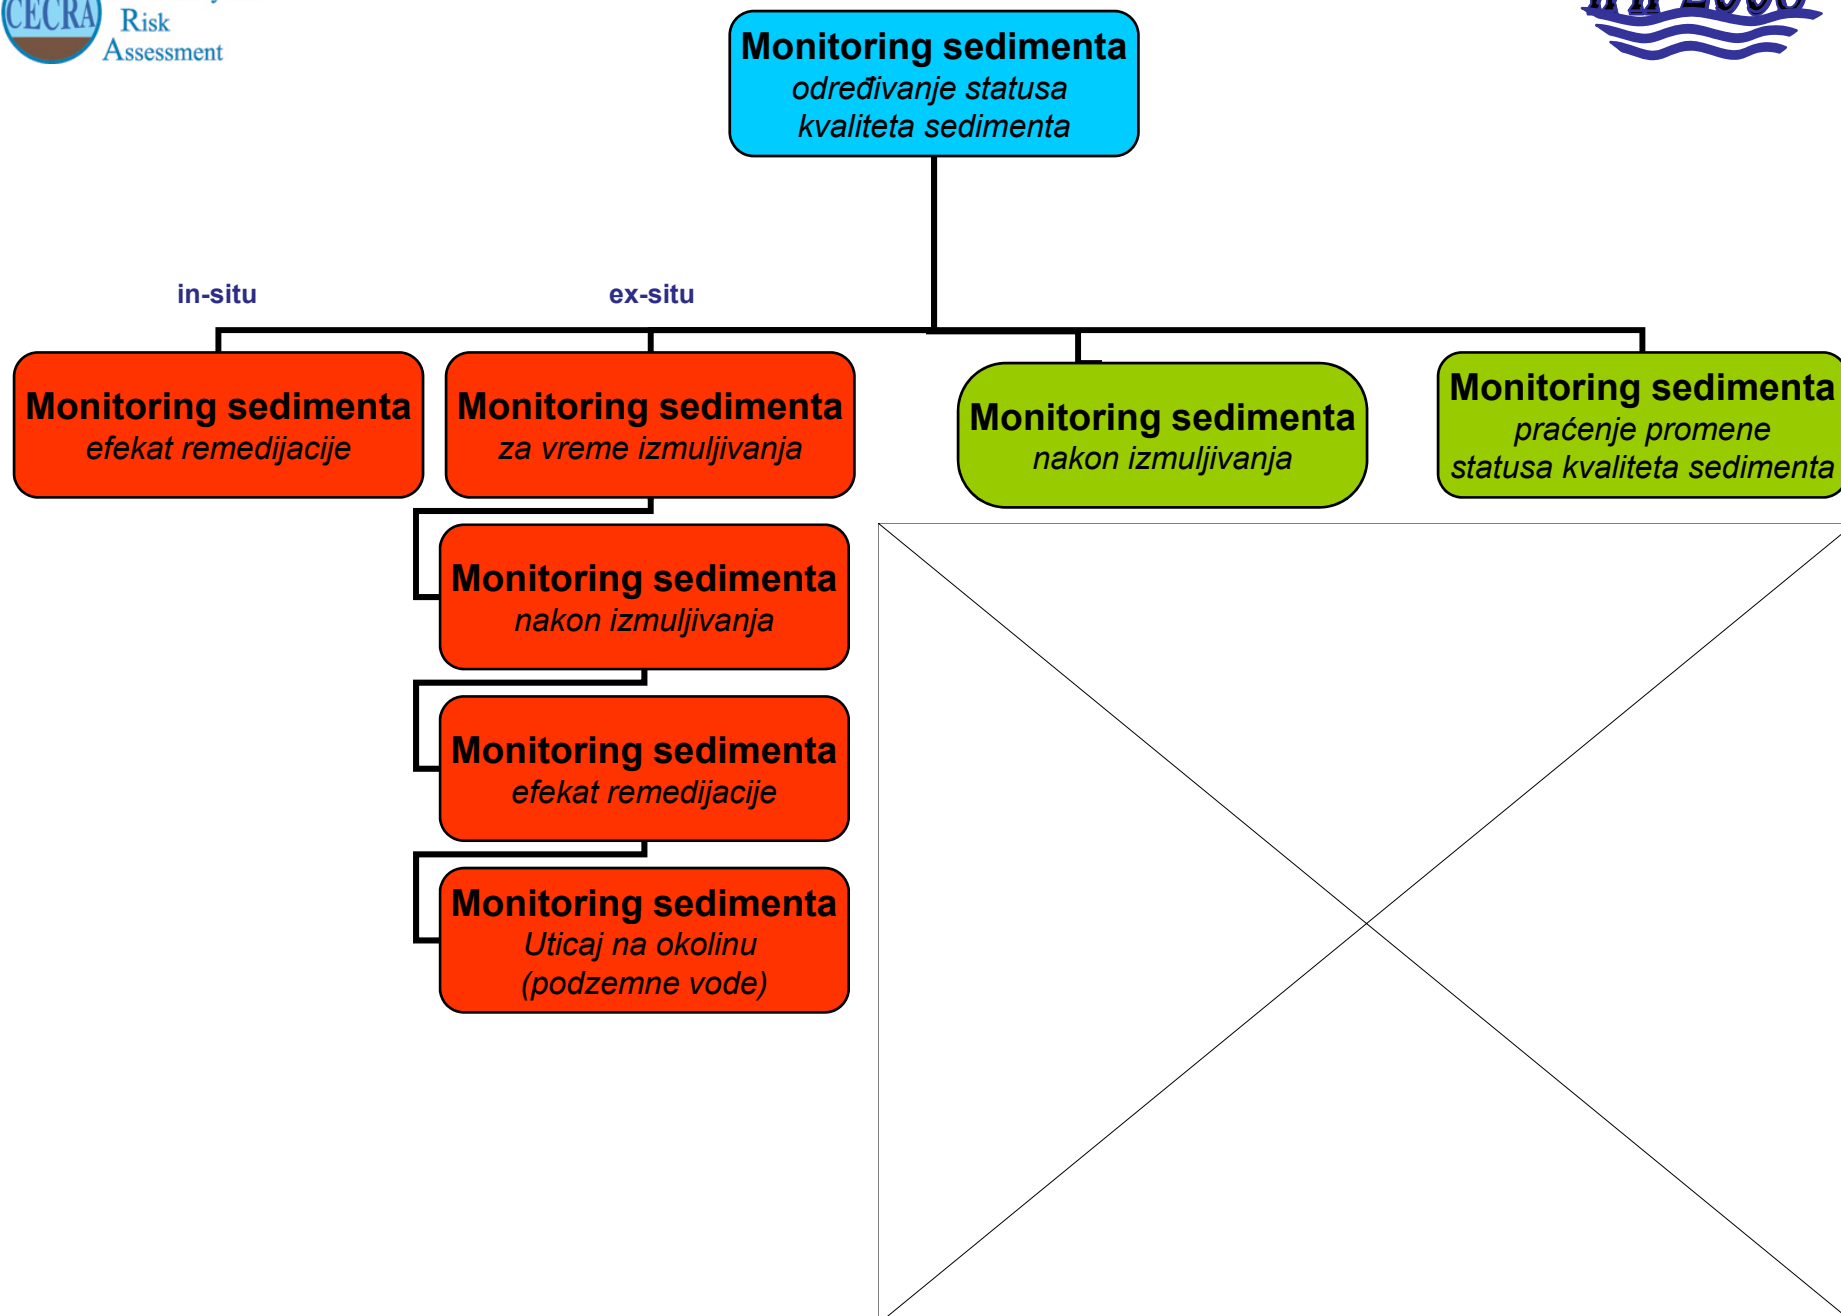 CECRA
Risk
Assessment
Monitoring sedimenta
određivanje statusa
kvaliteta sedimenta
in-situ
ex-situ
Monitoring sedimenta
efekat remedijacije
Monitoring sedimenta
za vreme izmuljivanja
Monitoring sedimenta
nakon izmuljivanja
Monitoring sedimenta
praćenje promene
statusa kvaliteta sedimenta
Monitoring sedimenta
nakon izmuljivanja
Monitoring sedimenta
efekat remedijacije
Monitoring sedimenta
Uticaj na okolinu
(podzemne vode)